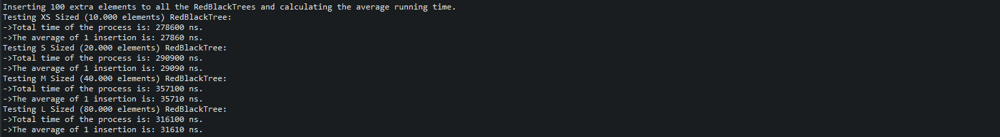 Inserting 100 extra elements to all the RedBlackTrees and calculating the average running time.
Testing XS Sized (10.000 elements) RedBlackTree:
->Total time of the process is: 278600 ns.
->The average of 1 insertion is: 27860 ns.
Testing S Sized (20.000 elements) RedBlackTree:
->Total time of the process is: 290900 ns.
->The average of 1 insertion is: 29090 ns.
Testing M Sized (40.000 elements) RedBlackTree:
->Total time of the process is: 357100 ns.
->The average of 1 insertion is: 35710 ns.
Testing L Sized (80.000 elements) RedBlackTree:
->Total time of the process is: 316100 ns.
->The average of 1 insertion is: 31610 ns.